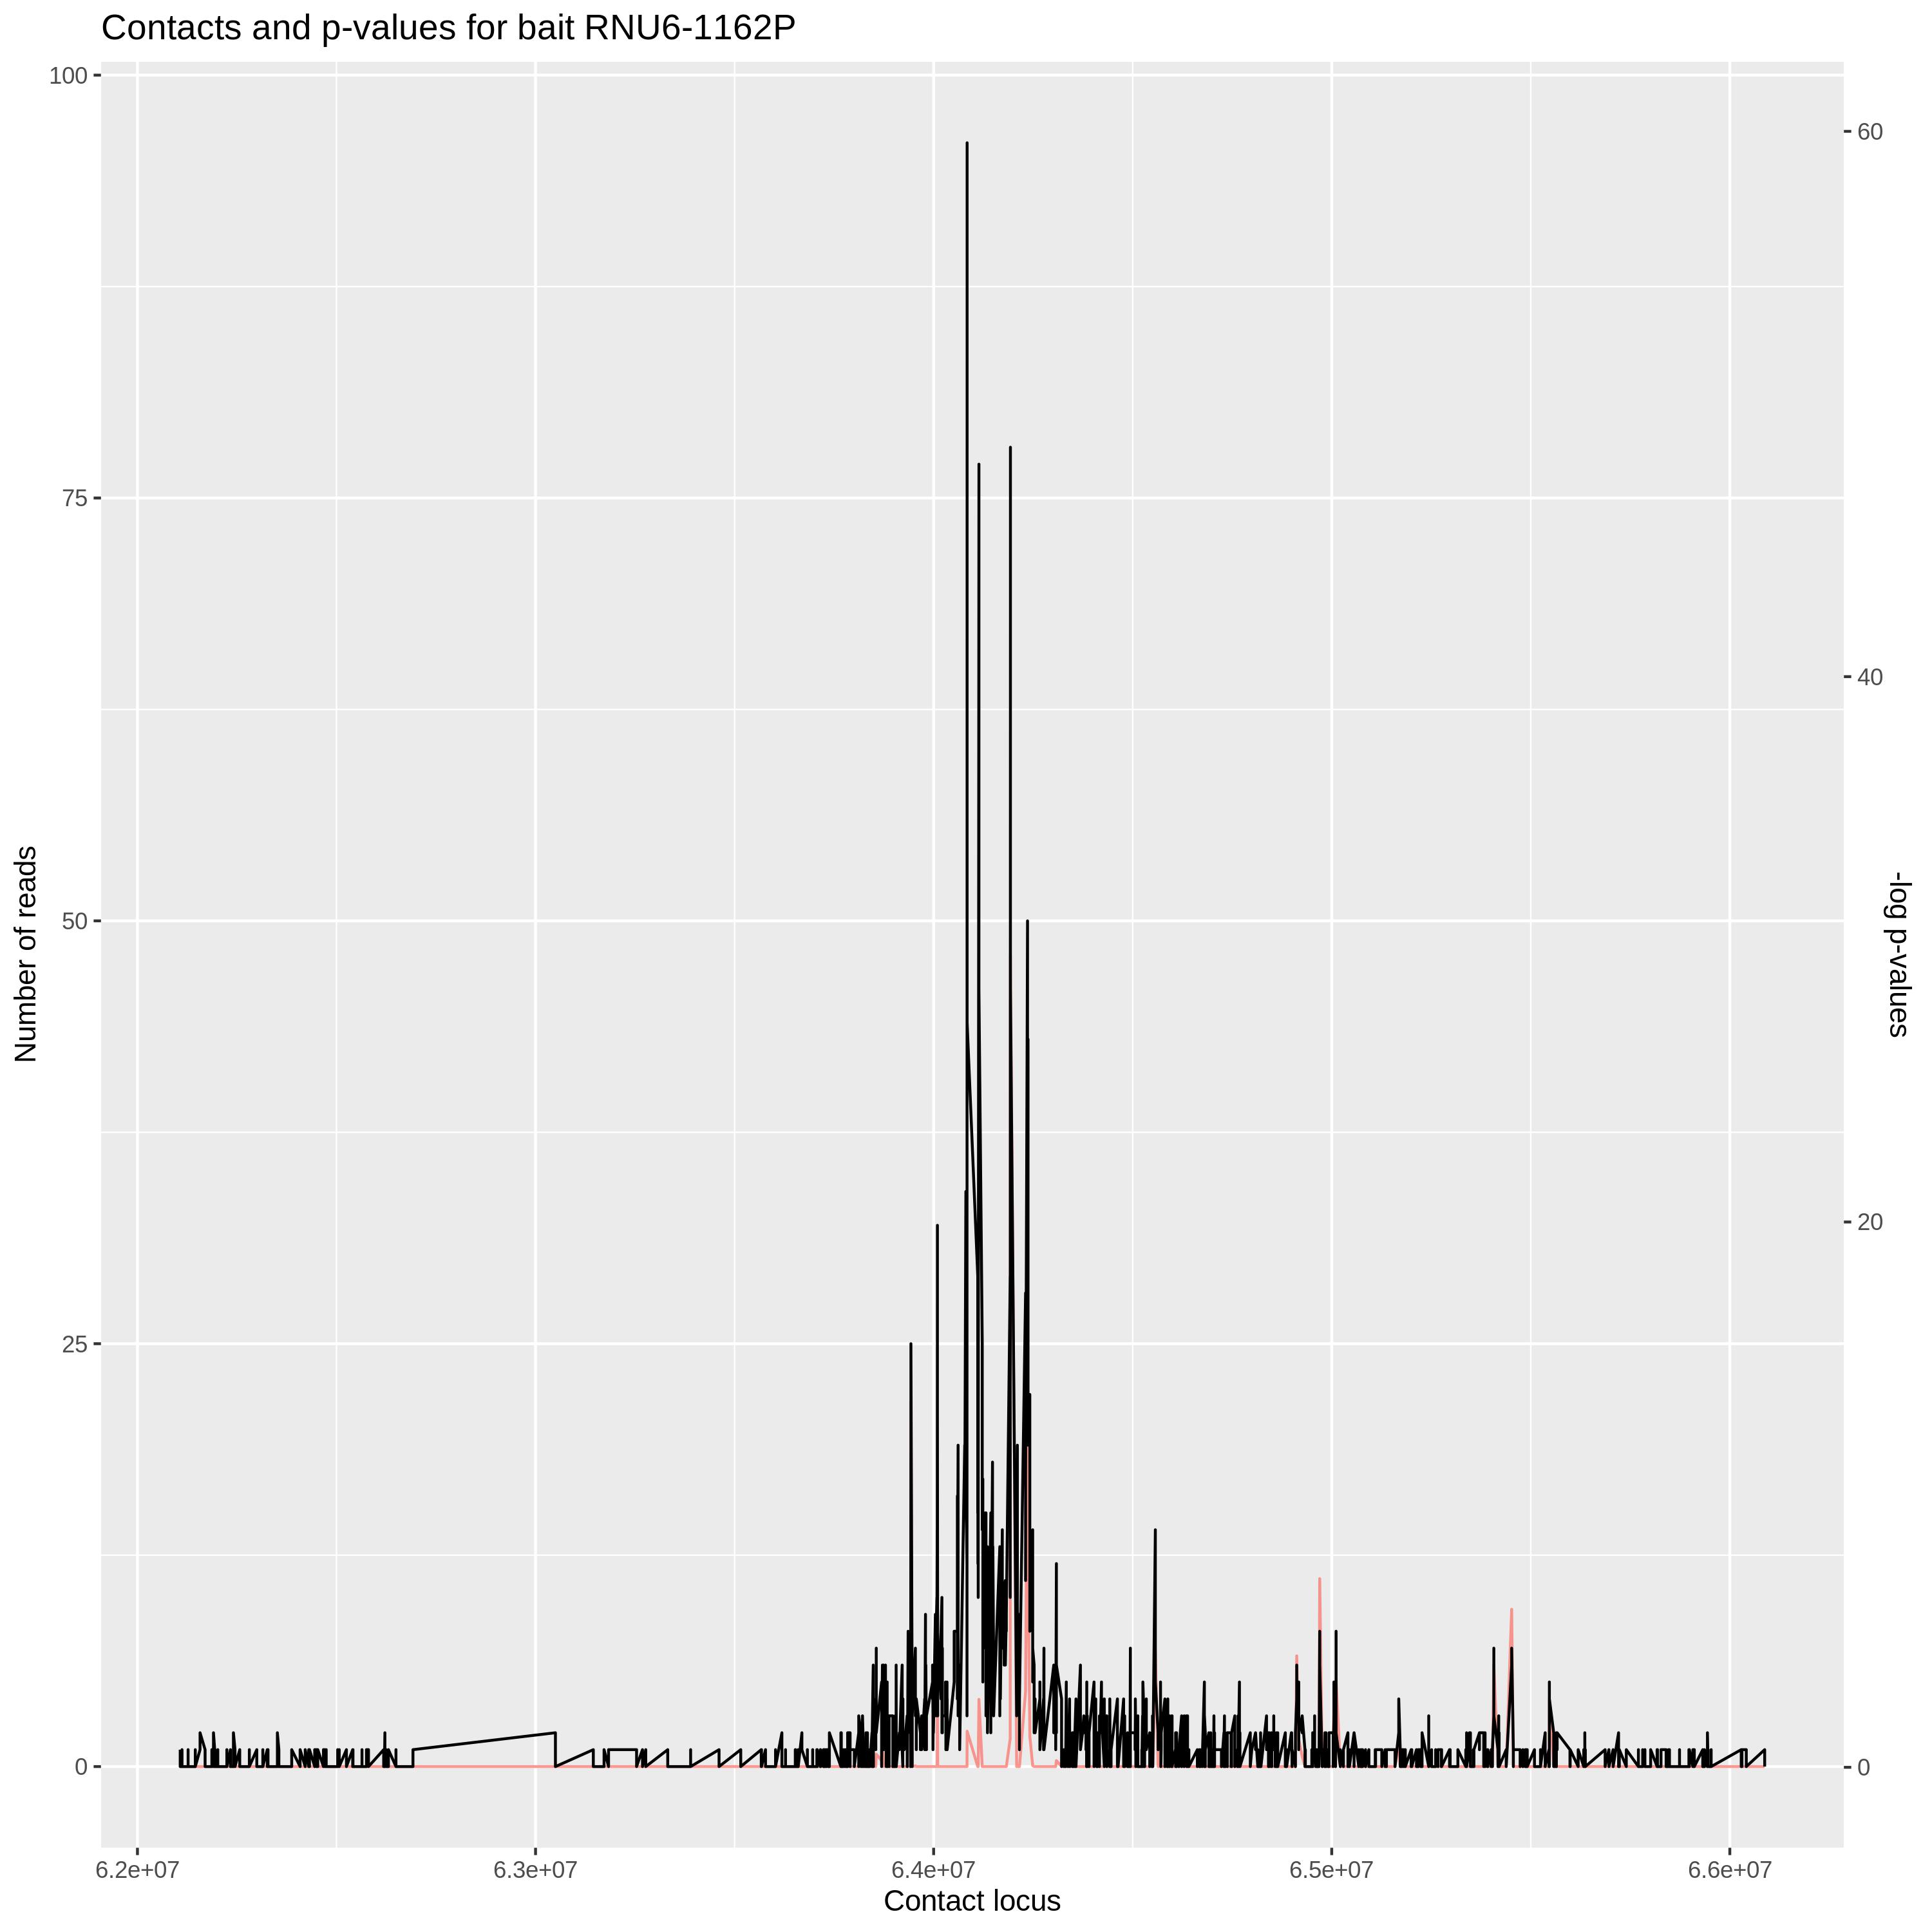 Contacts and p-values for bait RNU6-1162P
100
75
50
25
0
60
40
20
0
Number of reads
-log p-values
6.2e+07
6.3e+07
6.4e+07
6.5e+07
6.6e+07
Contact locus